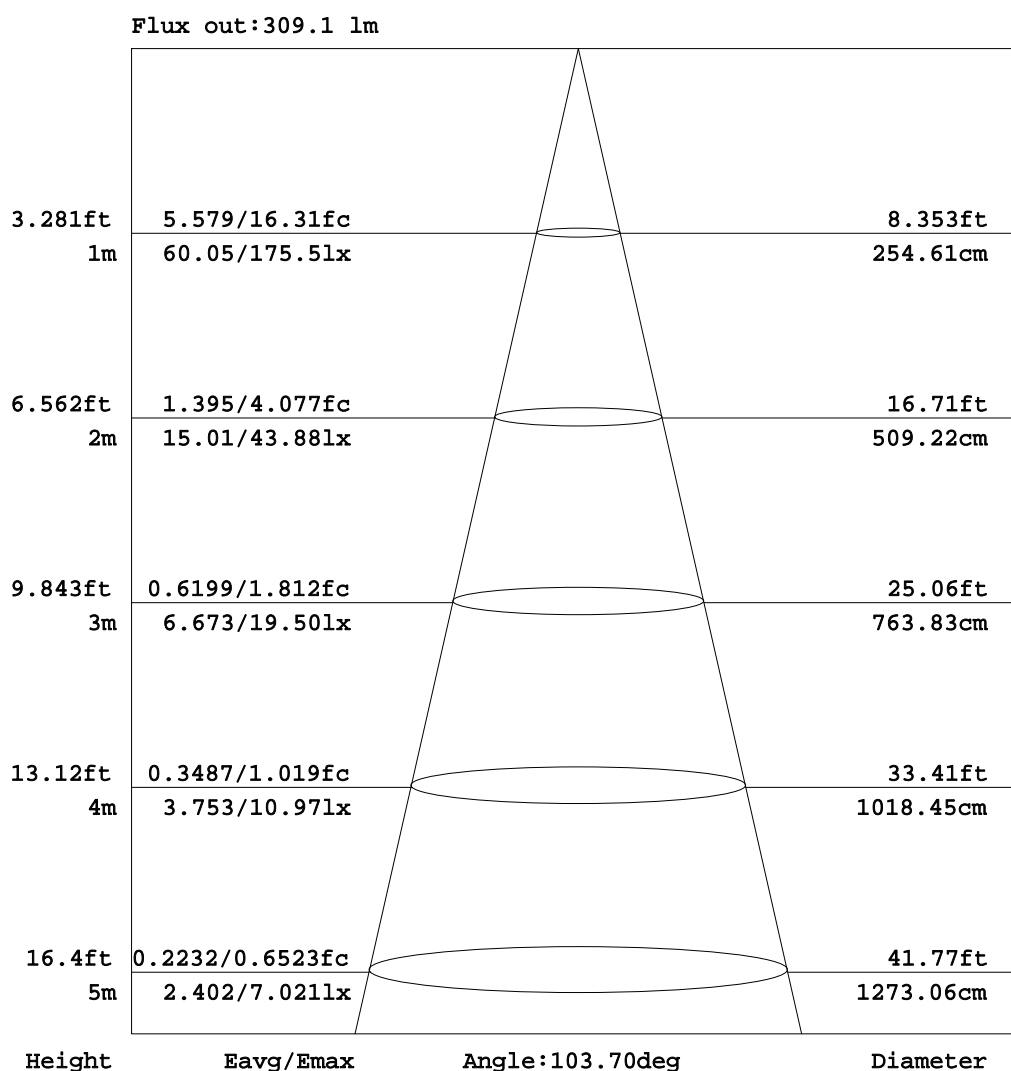 Flux out:309.1 lm
3.281ft 5.579/16.31fc 8.353ft
1m 60.05/175.5lx 254.61cm
6.562ft 1.395/4.077fc 16.71ft
2m 15.01/43.88lx 509.22cm
9.843ft 0.6199/1.812fc 25.06ft
3m 6.673/19.50lx 763.83cm
13.12ft 0.3487/1.019fc 33.41ft
4m 3.753/10.97lx 1018.45cm
16.4ft 0.2232/0.6523fc 41.77ft
5m 2.402/7.021lx 1273.06cm
Height Eavg/Emax Angle:103.70deg Diameter